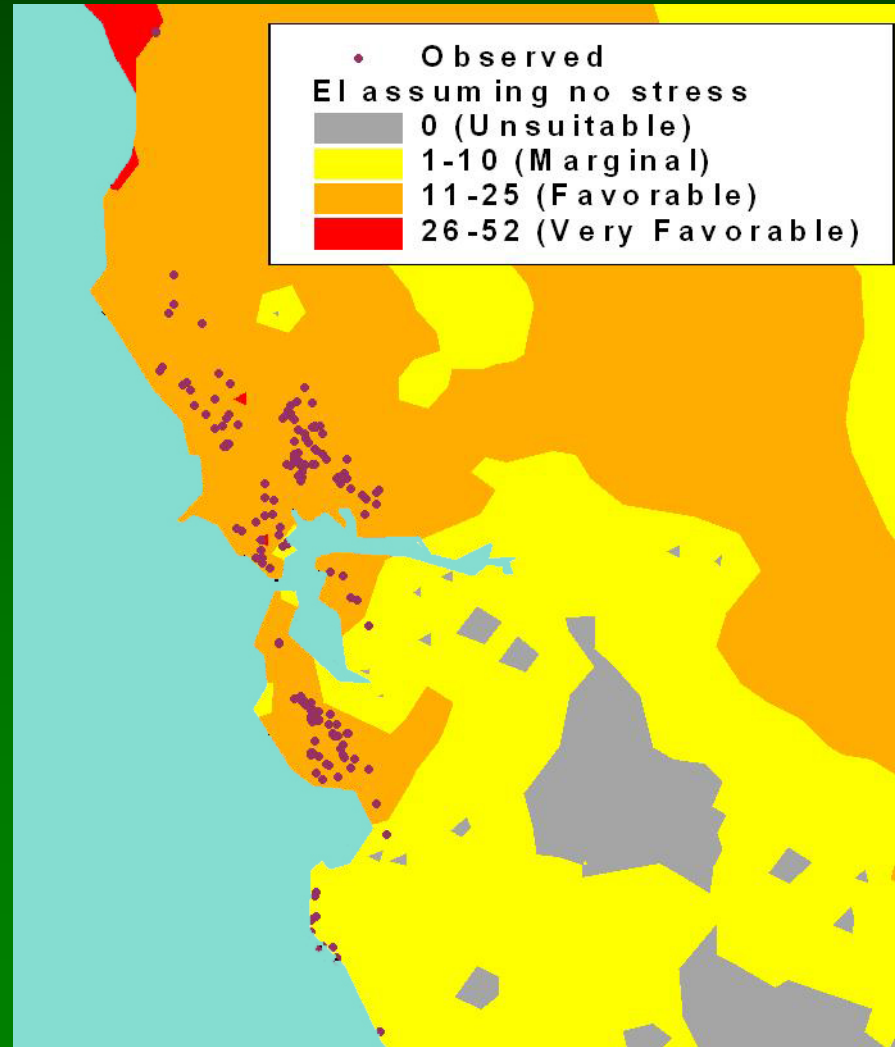 Observed
EI assuming no stress
0 (Unsuitable)
1-10 (Marginal)
11-25 (Favorable)
26-52 (Very Favorable)